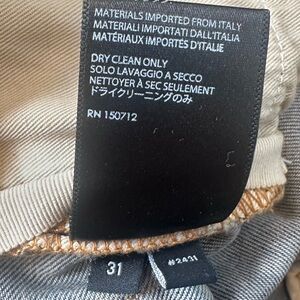 MATERIALS IMPORTED FROM ITALY
MATERIALI IMPORTATI DALL'ITALIA
MATÉRIAUX IMPORTÉS D'ITALIE
DRY CLEAN ONLY
SOLO LAVAGGIO A SECCO
NETTOYER À SEC SEULEMENT
ドライクリーニングのみ
RN 150712
31
#2431